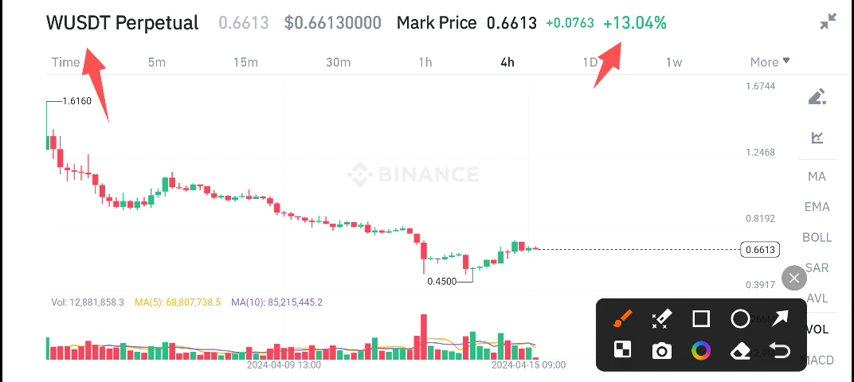 WUSDT Perpetual 0.6613 $0.66130000 Mark Price 0.6613 +0.0763 +13.04%
Time 5m 15m 30m 1h 4h 1D 1w More
1.6744
1.6160
1.2468
BINANCE
MA
EMA
0.8192
BOLL
0.6613
SAR
0.4500
0.3917
AVL
Vol: 12,881,858.3 MA(5): 68,807,738.5 MA(10): 85,215,445.2
VOL
MACD
2024-04-09 13:00 2024-04-15 09:00